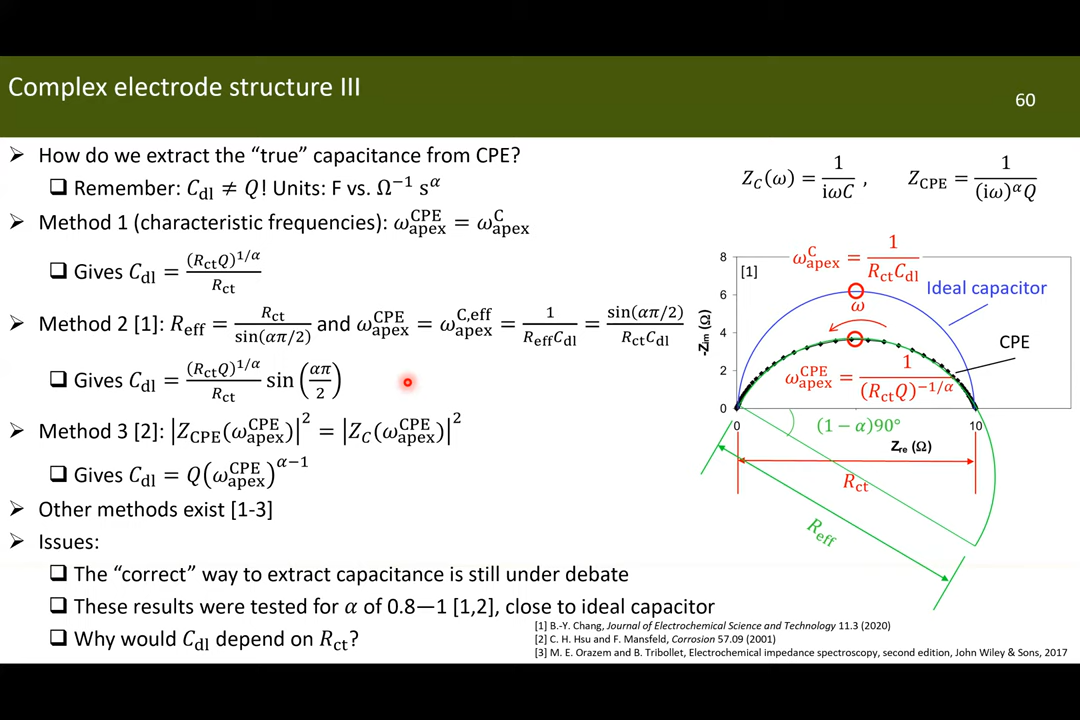 Complex electrode structure III
60
➢ How do we extract the “true” capacitance from CPE?
❑ Remember: C_dl ≠ Q! Units: F vs. Ω⁻¹ s^α
➢ Method 1 (characteristic frequencies): ω_apex^CPE = ω_apex^C
❑ Gives C_dl = (R_ct Q)^{1/α} / R_ct
➢ Method 2 [1]: R_eff = R_ct / sin(απ/2) and ω_apex^CPE = ω_apex^{C,eff} = 1 / (R_eff C_dl) = sin(απ/2) / (R_ct C_dl)
❑ Gives C_dl = (R_ct Q)^{1/α} / R_ct sin(απ/2)
➢ Method 3 [2]: |Z_CPE(ω_apex^CPE)|² = |Z_C(ω_apex^CPE)|²
❑ Gives C_dl = Q(ω_apex^CPE)^{α−1}
➢ Other methods exist [1-3]
➢ Issues:
❑ The “correct” way to extract capacitance is still under debate
❑ These results were tested for α of 0.8—1 [1,2], close to ideal capacitor
❑ Why would C_dl depend on R_ct?
Z_C(ω) = 1 / (iωC) , Z_CPE = 1 / ((iω)^α Q)
[1]
ω_apex^C = 1 / (R_ct C_dl)
Ideal capacitor
ω
CPE
ω_apex^CPE = 1 / (R_ct Q)^{−1/α}
-Z_im (Ω)
8
6
4
2
0
0
10
Z_re (Ω)
(1 − α)90°
R_ct
R_eff
[1] B.-Y. Chang, Journal of Electrochemical Science and Technology 11.3 (2020)
[2] C. H. Hsu and F. Mansfeld, Corrosion 57.09 (2001)
[3] M. E. Orazem and B. Tribollet, Electrochemical impedance spectroscopy, second edition, John Wiley & Sons, 2017